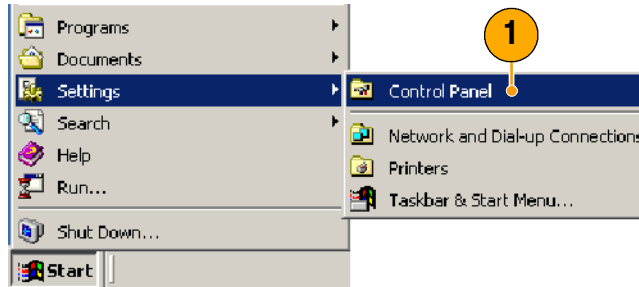 Programs
Documents
Settings
Search
Help
Run...
Shut Down...
Start
1
Control Panel
Network and Dial-up Connections
Printers
Taskbar & Start Menu...